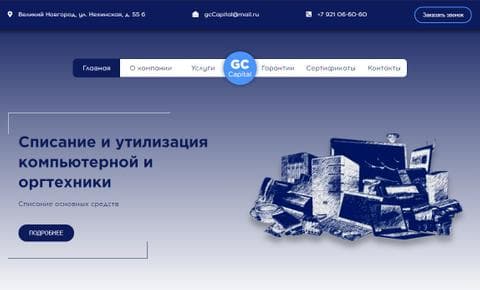 Великий Новгород, ул. Нехинская, д. 55 б
gcCapital@mail.ru
+7 921 06-60-60
Заказать звонок
Главная
О компании
Услуги
GC
Capital
Гарантии
Сертификаты
Контакты
Списание и утилизация
компьютерной и
оргтехники
Списание основных средств
ПОДРОБНЕЕ